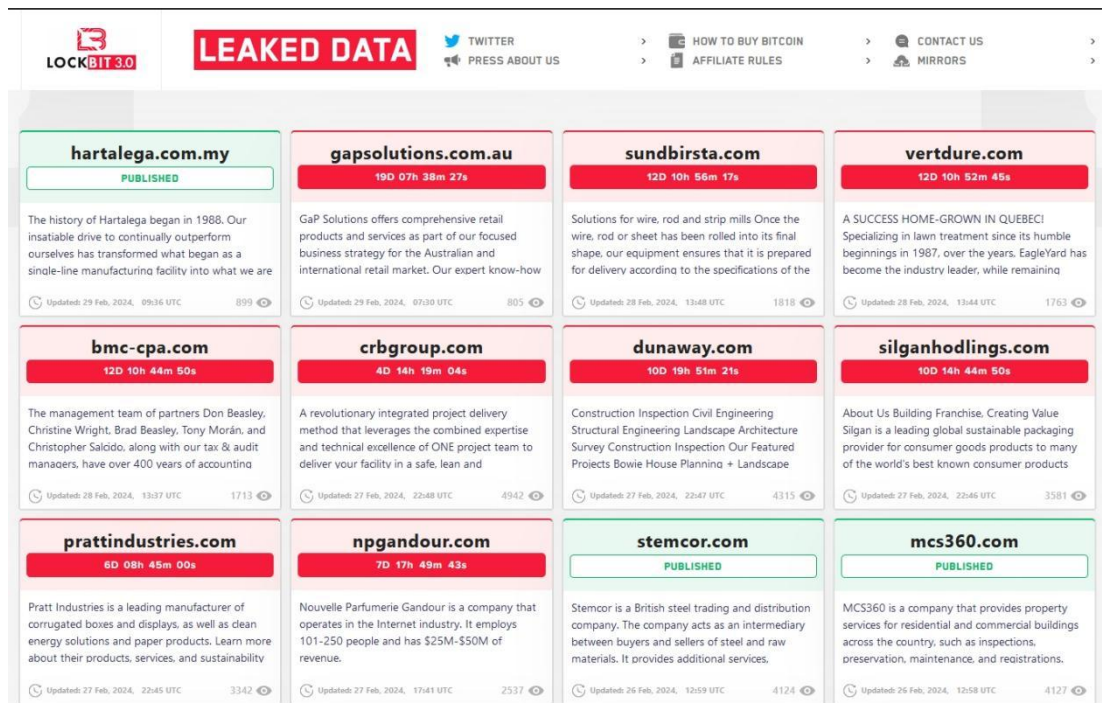 LOCKBIT 3.0
LEAKED DATA
TWITTER
PRESS ABOUT US
HOW TO BUY BITCOIN
AFFILIATE RULES
CONTACT US
MIRRORS
hartalega.com.my
PUBLISHED
The history of Hartalega began in 1988. Our
insatiable drive to continually outperform
ourselves has transformed what began as a
single-line manufacturing facility into what we are
Updated: 29 Feb, 2024, 09:36 UTC 899
gapsolutions.com.au
19D 07h 38m 27s
GaP Solutions offers comprehensive retail
products and services as part of our focused
business strategy for the Australian and
international retail market. Our expert know-how
Updated: 29 Feb, 2024, 07:30 UTC 805
sundbirsta.com
12D 10h 56m 17s
Solutions for wire, rod and strip mills Once the
wire, rod or sheet has been rolled into its final
shape, our equipment ensures that it is prepared
for delivery according to the specifications of the
Updated: 28 Feb, 2024, 13:48 UTC 1818
vertdure.com
12D 10h 52m 45s
A SUCCESS HOME-GROWN IN QUEBEC!
Specializing in lawn treatment since its humble
beginnings in 1987, over the years, EagleYard has
become the industry leader, while remaining
Updated: 28 Feb, 2024, 13:44 UTC 1763
bmc-cpa.com
12D 10h 44m 50s
The management team of partners Don Beasley,
Christine Wright, Brad Beasley, Tony Morán, and
Christopher Salcido, along with our tax & audit
managers, have over 400 years of accounting
Updated: 28 Feb, 2024, 13:37 UTC 1713
crbgroup.com
4D 14h 19m 04s
A revolutionary integrated project delivery
method that leverages the combined expertise
and technical excellence of ONE project team to
deliver your facility in a safe, lean and
Updated: 27 Feb, 2024, 22:48 UTC 4942
dunaway.com
10D 19h 51m 21s
Construction Inspection Civil Engineering
Structural Engineering Landscape Architecture
Survey Construction Inspection Our Featured
Projects Bowie House Planning + Landscape
Updated: 27 Feb, 2024, 22:47 UTC 4315
silganhodlings.com
10D 14h 44m 50s
About Us Building Franchise, Creating Value
Silgan is a leading global sustainable packaging
provider for consumer goods products to many
of the world's best known consumer products
Updated: 27 Feb, 2024, 22:46 UTC 3581
prattindustries.com
6D 08h 45m 00s
Pratt Industries is a leading manufacturer of
corrugated boxes and displays, as well as clean
energy solutions and paper products. Learn more
about their products, services, and sustainability
Updated: 27 Feb, 2024, 22:45 UTC 3342
npgandour.com
7D 17h 49m 43s
Nouvelle Parfumerie Gandour is a company that
operates in the Internet industry. It employs
101-250 people and has $25M-$50M of
revenue.
Updated: 27 Feb, 2024, 17:41 UTC 2537
stemcor.com
PUBLISHED
Stemcor is a British steel trading and distribution
company. The company acts as an intermediary
between buyers and sellers of steel and raw
materials. It provides additional services,
Updated: 26 Feb, 2024, 12:59 UTC 4124
mcs360.com
PUBLISHED
MCS360 is a company that provides property
services for residential and commercial buildings
across the country, such as inspections,
preservation, maintenance, and registrations.
Updated: 26 Feb, 2024, 12:58 UTC 4127